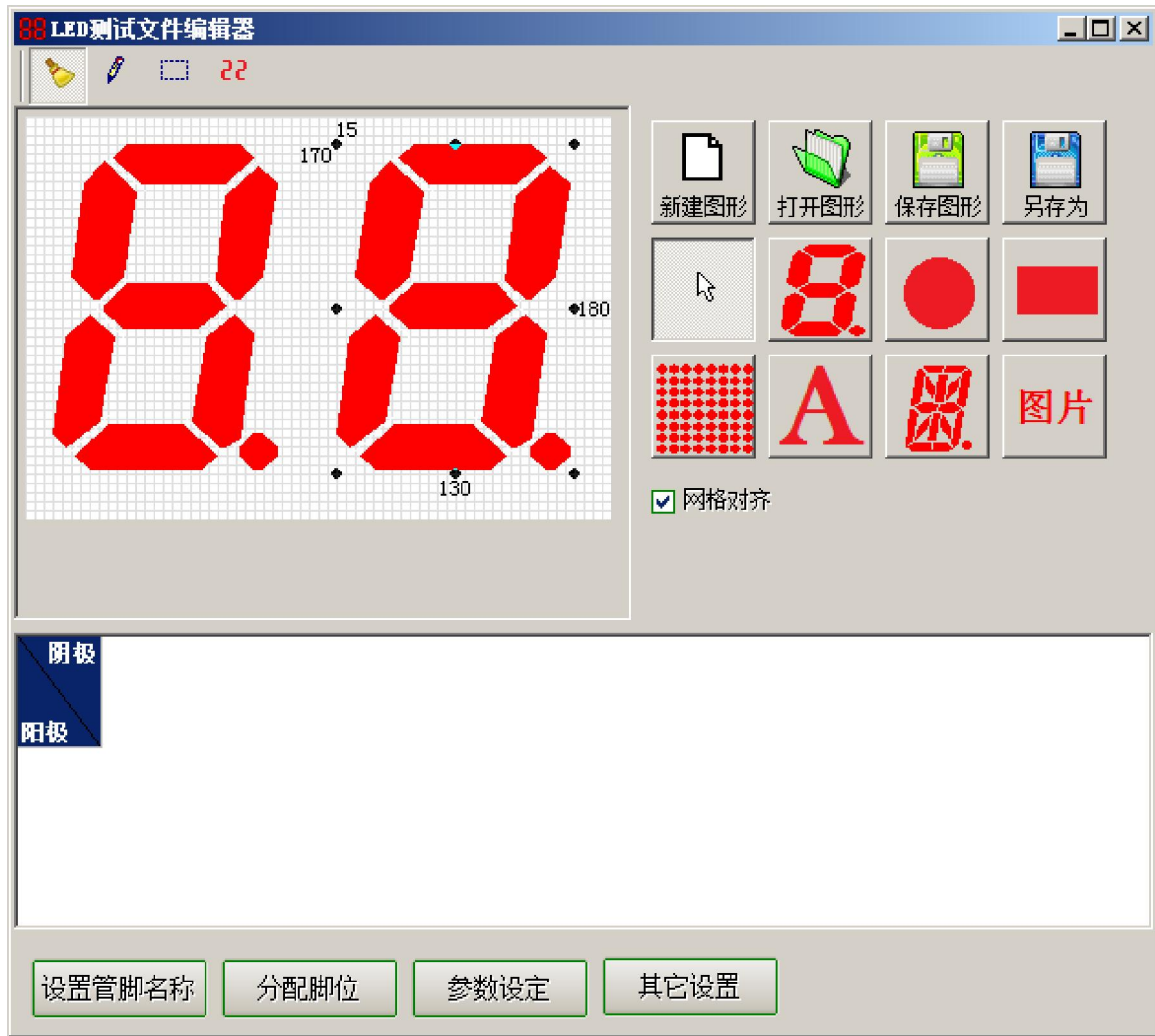 88 LED测试文件编辑器
22
15
170
180
130
新建图形 打开图形 保存图形 另存为
A 图片
网格对齐
阴极
阳极
设置管脚名称 分配脚位 参数设定 其它设置